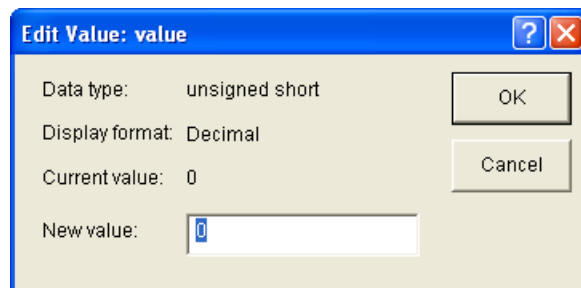 Edit Value: value
Data type: unsigned short
OK
Display format: Decimal
Cancel
Current value: 0
New value: 0